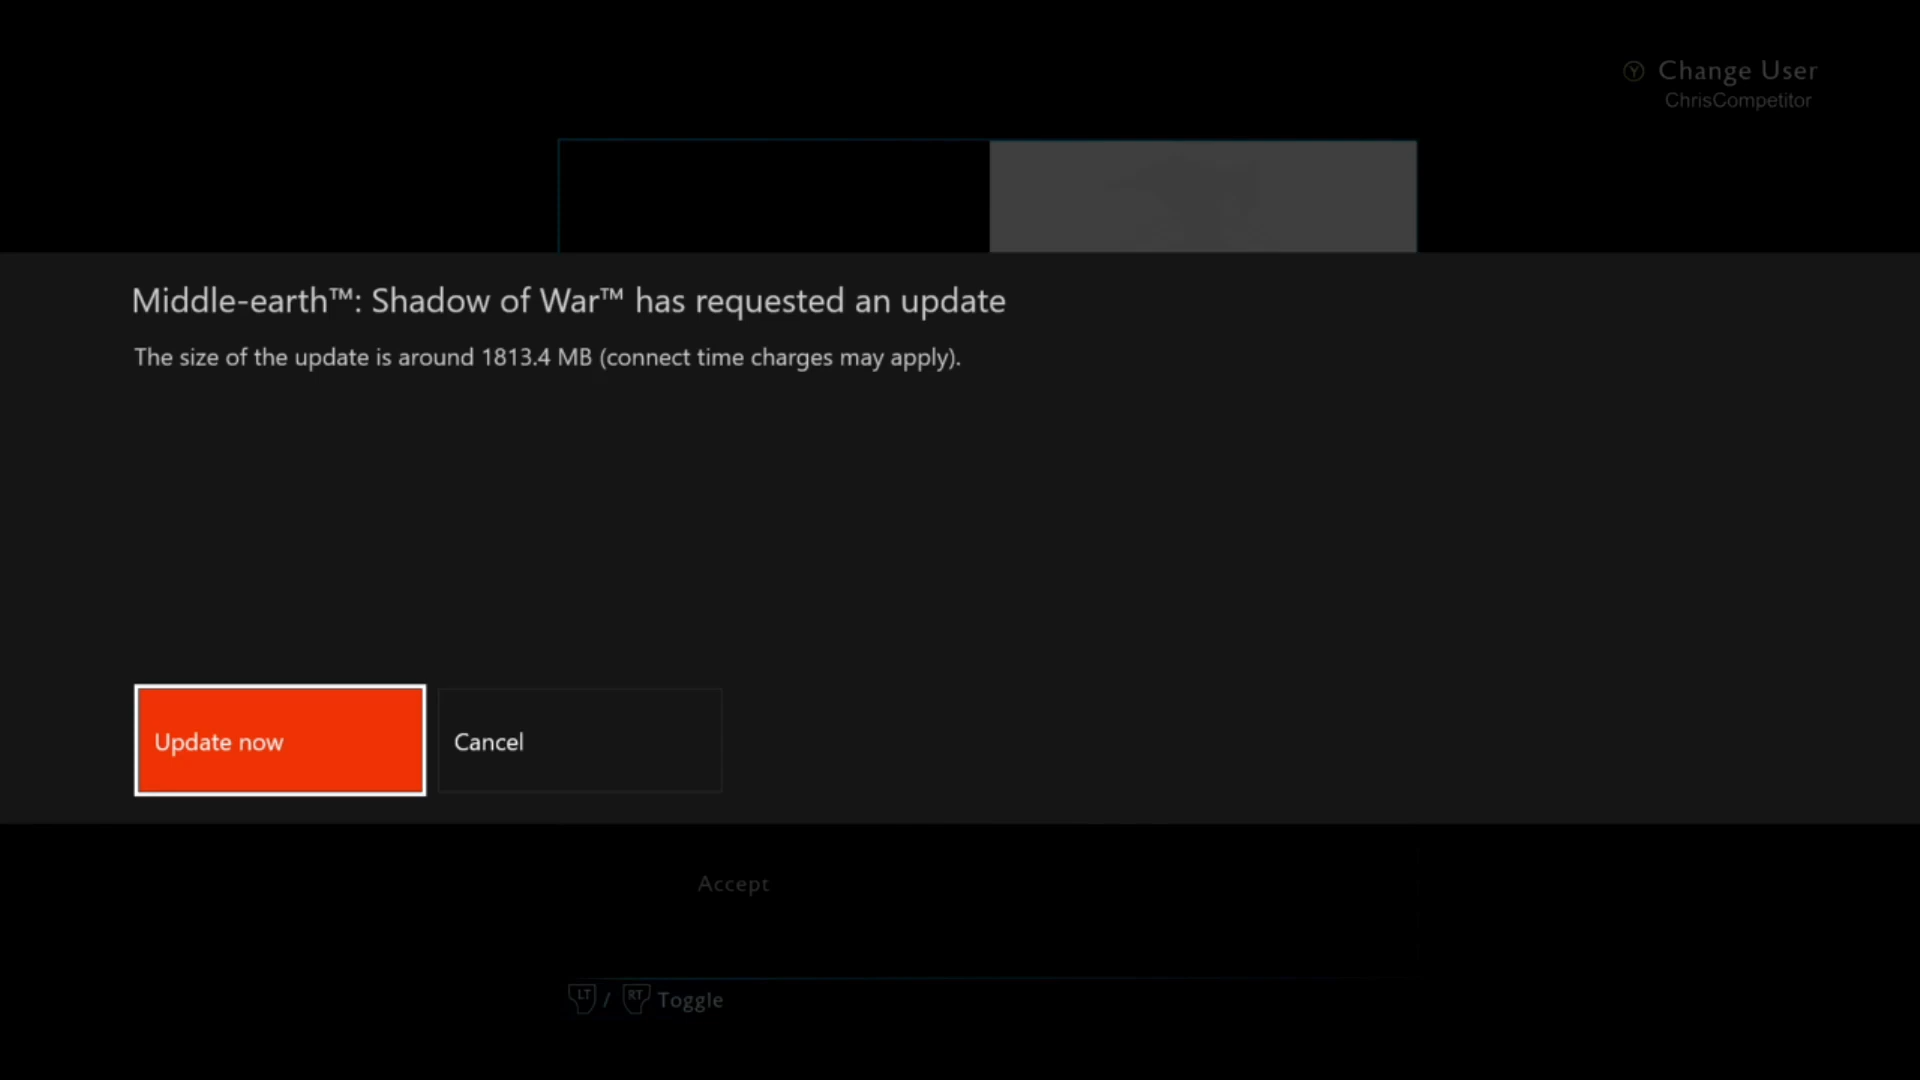 Ⓨ Change User
ChrisCompetitor
Middle-earth™: Shadow of War™ has requested an update
The size of the update is around 1813.4 MB (connect time charges may apply).
Update now
Cancel
Accept
LT / RT Toggle